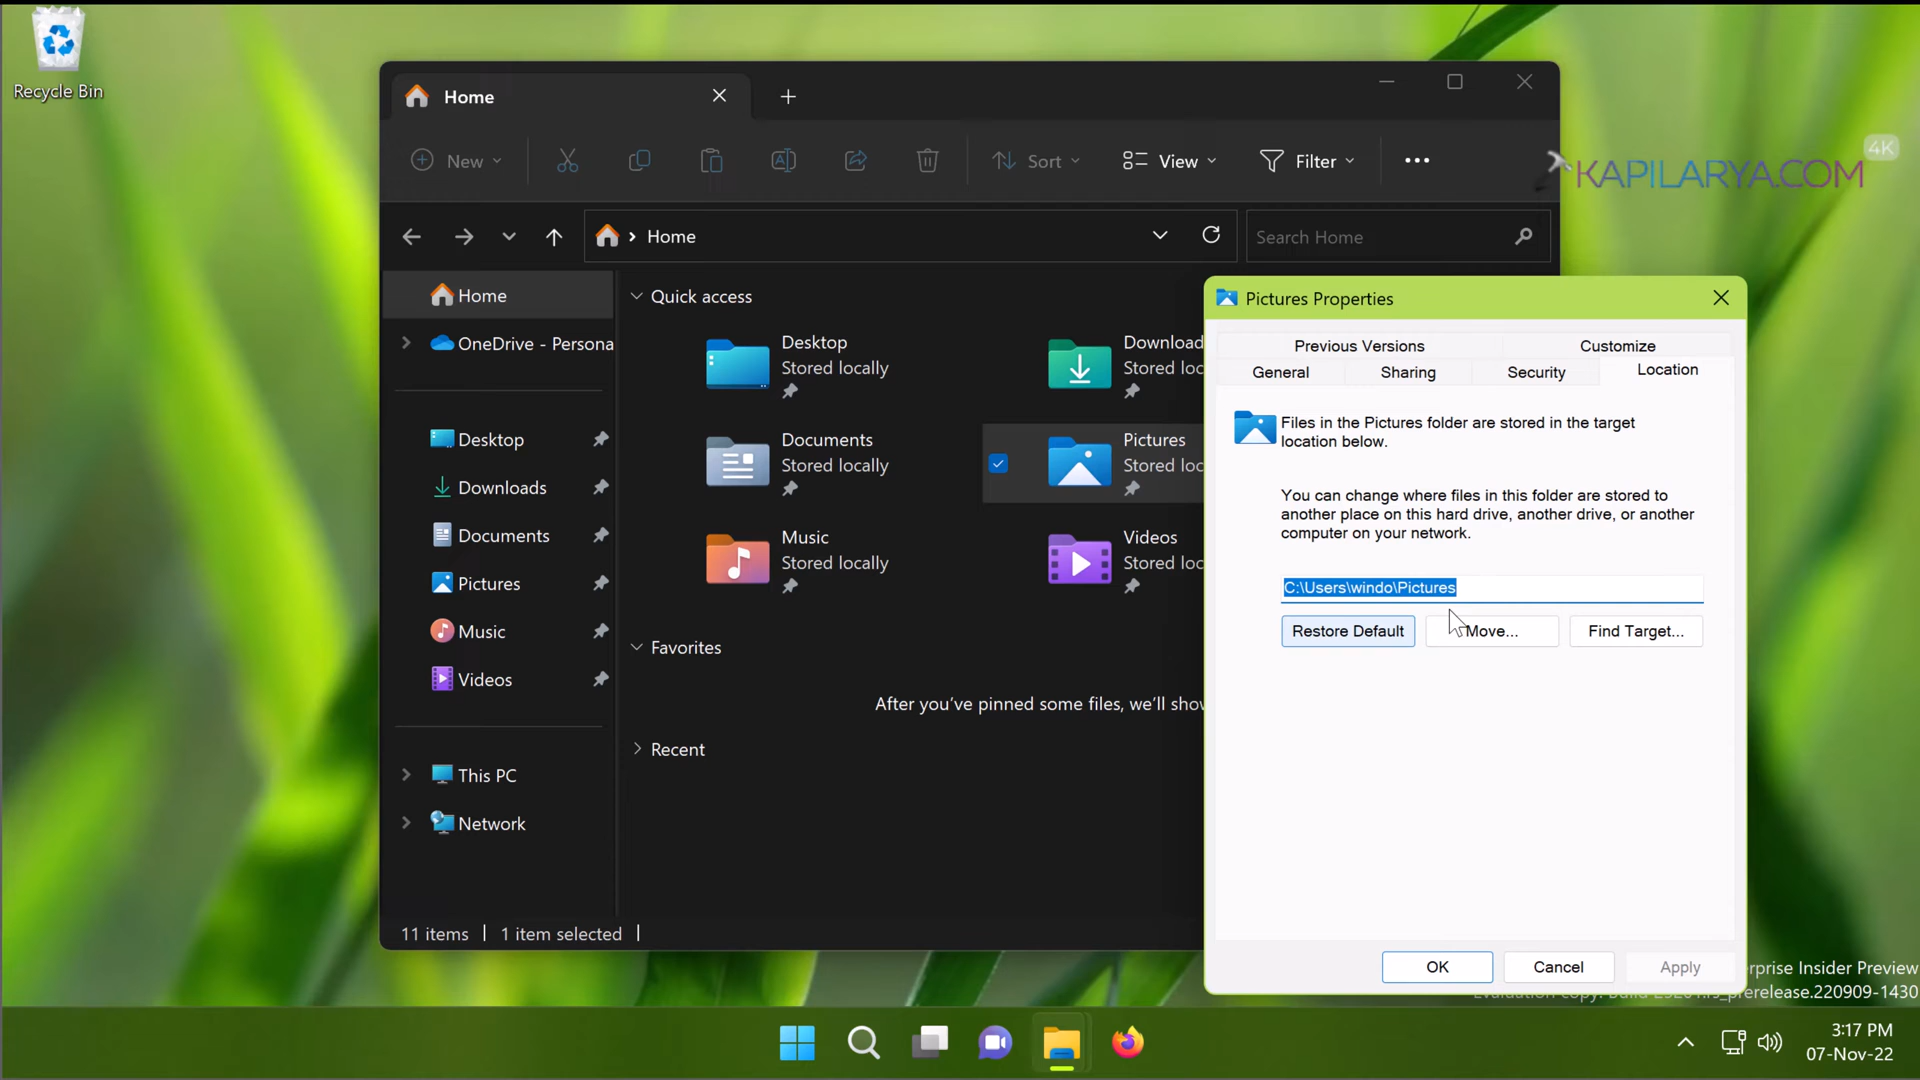 Recycle Bin
Home
New
Sort
View
Filter
4K
KAPILARYA.COM
Home
Search Home
Home
OneDrive - Persona
Desktop
Downloads
Documents
Pictures
Music
Videos
This PC
Network
Quick access
Desktop
Stored locally
Download
Stored loc
Documents
Stored locally
Pictures
Stored loc
Music
Stored locally
Videos
Stored loc
Favorites
After you've pinned some files, we'll show
Recent
11 items
1 item selected
Pictures Properties
Previous Versions
Customize
General
Sharing
Security
Location
Files in the Pictures folder are stored in the target
location below.
You can change where files in this folder are stored to
another place on this hard drive, another drive, or another
computer on your network.
C:\Users\windo\Pictures
Restore Default
Move...
Find Target...
OK
Cancel
Apply
rprise Insider Preview
Evaluation copy. Build prerelease.220909-1430
3:17 PM
07-Nov-22